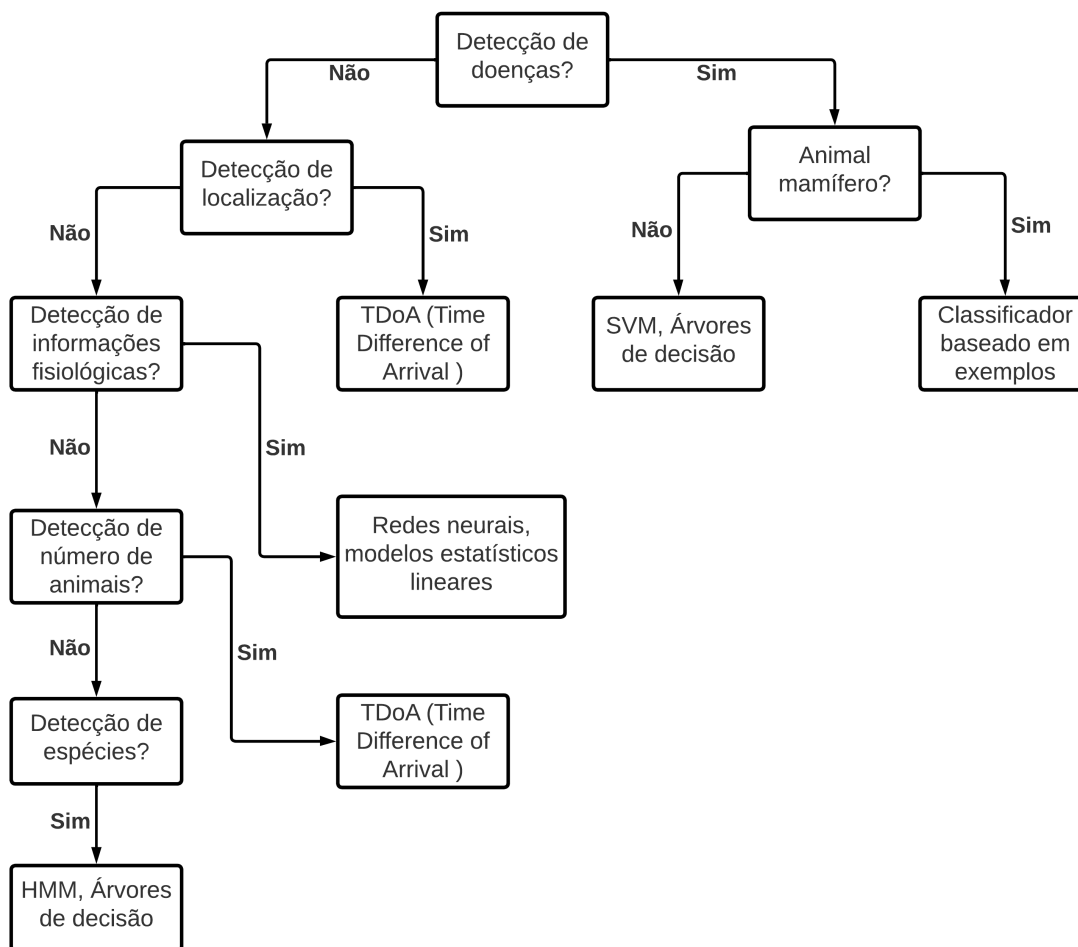 Detecção de
doenças?
Não
Sim
Detecção de
localização?
Animal
mamífero?
Não
Sim
Não
Sim
Detecção de
informações
fisiológicas?
TDoA (Time
Difference of
Arrival )
SVM, Árvores
de decisão
Classificador
baseado em
exemplos
Não
Sim
Detecção de
número de
animais?
Redes neurais,
modelos estatísticos
lineares
Não
Sim
Detecção de
espécies?
TDoA (Time
Difference of
Arrival )
Sim
HMM, Árvores
de decisão